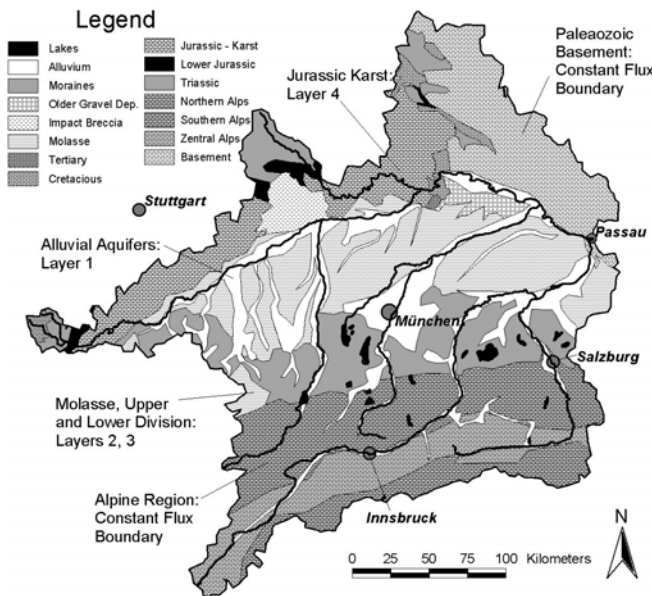 Legend
Lakes
Alluvium
Moraines
Older Gravel Dep.
Impact Breccia
Molasse
Tertiary
Cretacious
Jurassic - Karst
Lower Jurassic
Triassic
Northern Alps
Southern Alps
Zentral Alps
Basement
Jurassic Karst:
Layer 4
Paleaozoic
Basement:
Constant Flux
Boundary
Stuttgart
Alluvial Aquifers:
Layer 1
Passau
München
Salzburg
Molasse, Upper
and Lower Division:
Layers 2, 3
Alpine Region:
Constant Flux
Boundary
Innsbruck
N
0 25 50 75 100 Kilometers